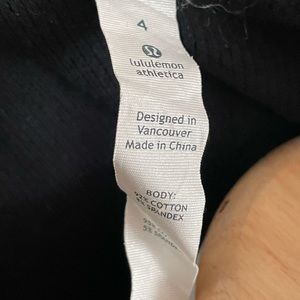 4
lululemon
athletica
Designed in
Vancouver
Made in China
BODY:
COTTON
SPANDEX